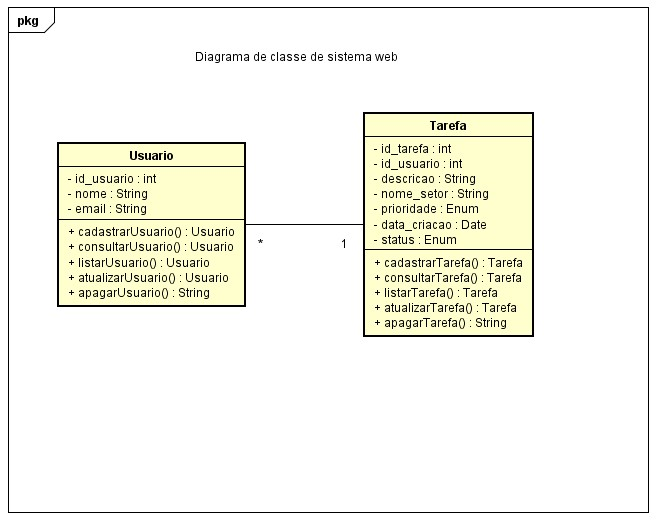 pkg
Diagrama de classe de sistema web
Usuario
- id_usuario : int
- nome : String
- email : String
+ cadastrarUsuario() : Usuario
+ consultarUsuario() : Usuario
+ listarUsuario() : Usuario
+ atualizarUsuario() : Usuario
+ apagarUsuario() : String
*
1
Tarefa
- id_tarefa : int
- id_usuario : int
- descricao : String
- nome_setor : String
- prioridade : Enum
- data_criacao : Date
- status : Enum
+ cadastrarTarefa() : Tarefa
+ consultarTarefa() : Tarefa
+ listarTarefa() : Tarefa
+ atualizarTarefa() : Tarefa
+ apagarTarefa() : String